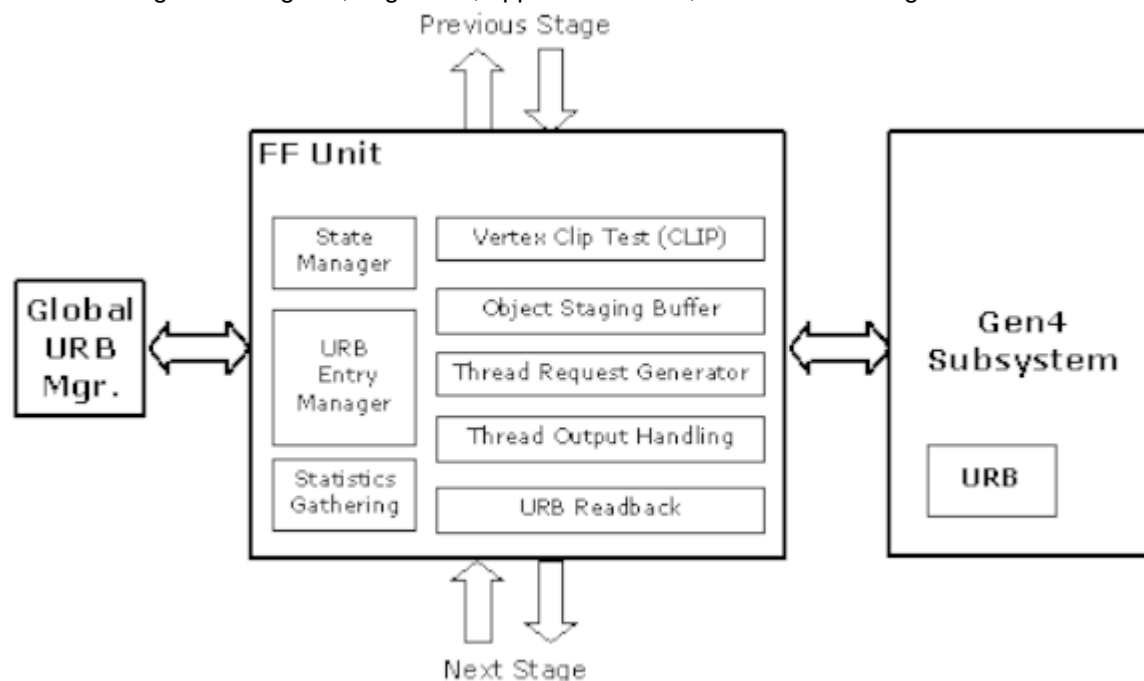 Previous Stage
FF Unit
State
Manager
Vertex Clip Test (CLIP)
Object Staging Buffer
Global
URB
Mgr.
URB
Entry
Manager
Thread Request Generator
Thread Output Handling
Statistics
Gathering
URB Readback
Gen4
Subsystem
URB
Next Stage